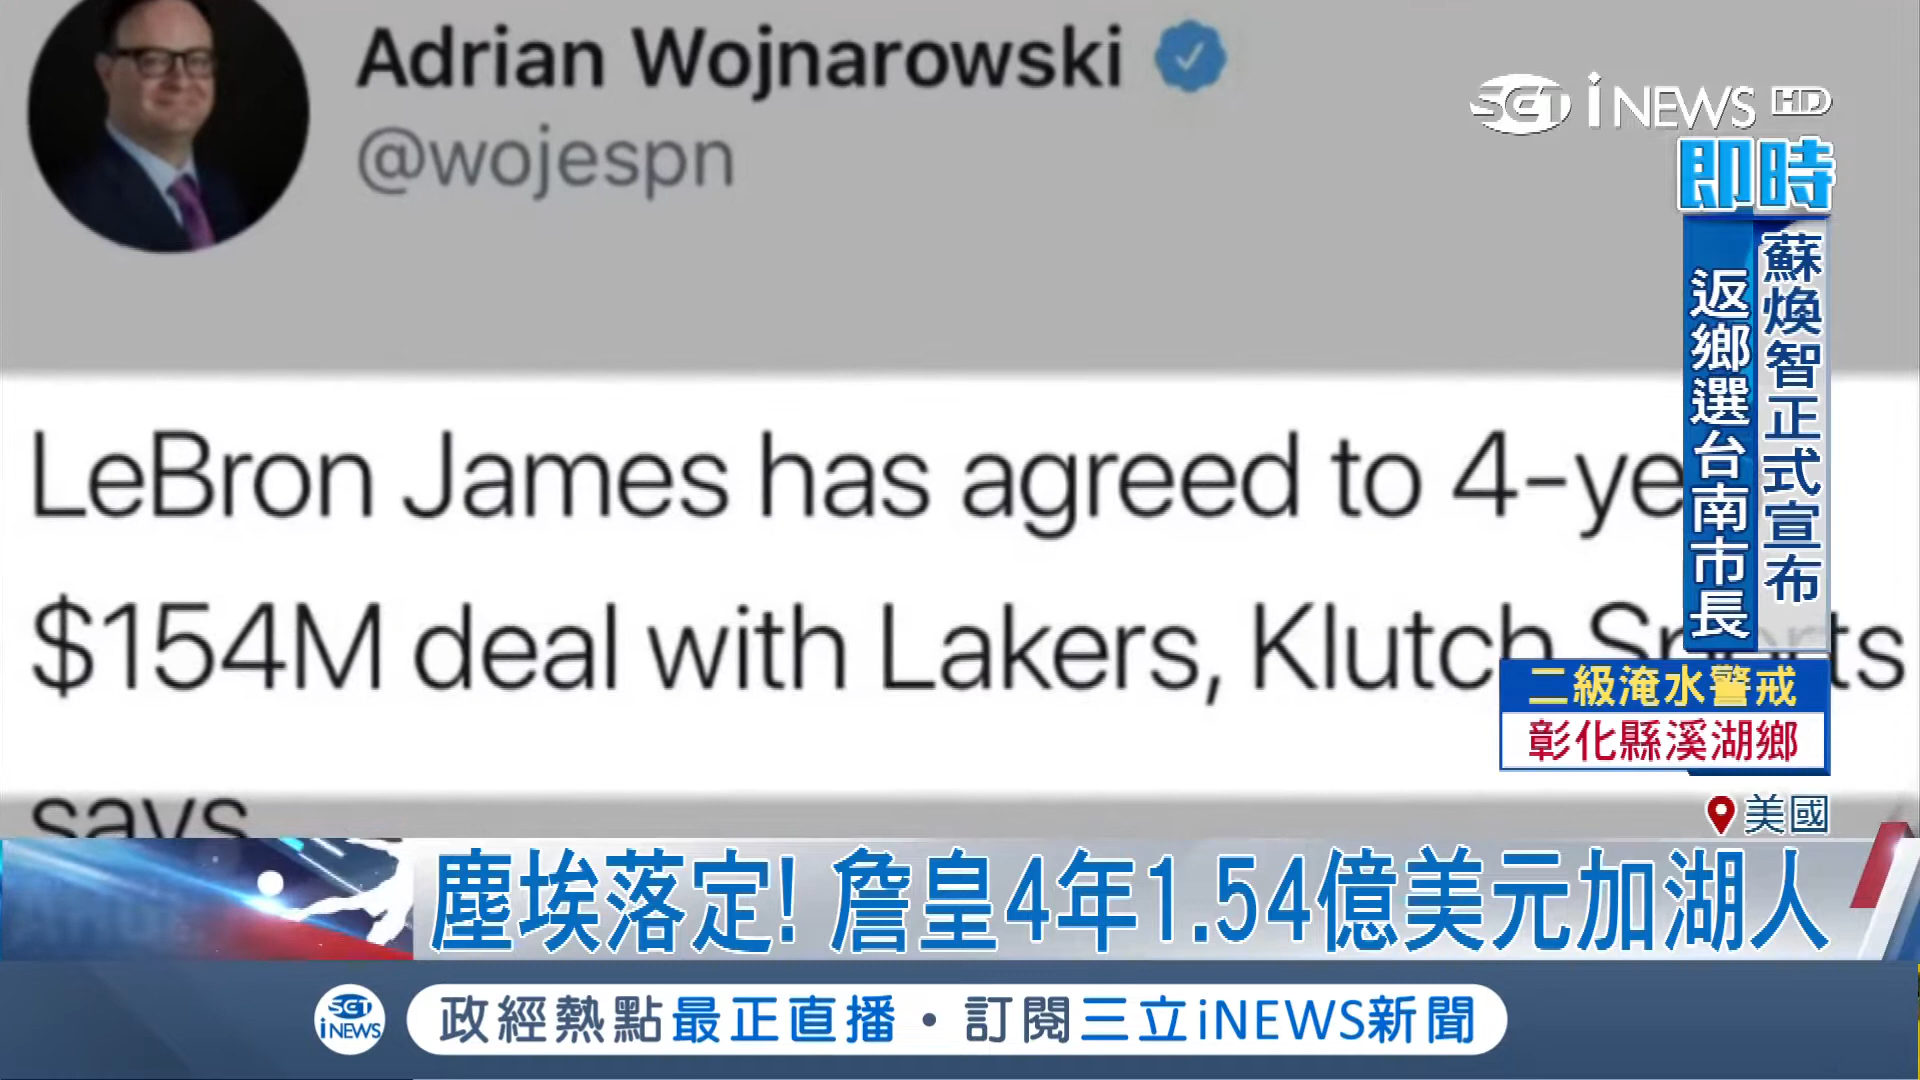 Adrian Wojnarowski
@wojespn
SET iNEWS HD
即時
蘇煥智正式宣布
返鄉選台南市長
LeBron James has agreed to 4-ye
$154M deal with Lakers, Klutch Sports
says
二級淹水警戒
彰化縣溪湖鄉
美國
塵埃落定! 詹皇4年1.54億美元加湖人
SET iNEWS
政經熱點最正直播·訂閱三立iNEWS新聞